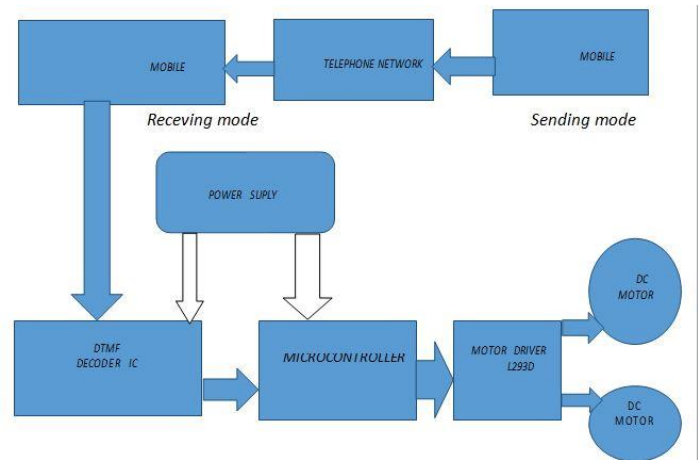 MOBILE
TELEPHONE NETWORK
MOBILE
Receving mode
Sending mode
POWER SUPLY
DC
MOTOR
DTMF
DECODER IC
MICROCONTROLLER
MOTOR DRIVER
L293D
DC
MOTOR